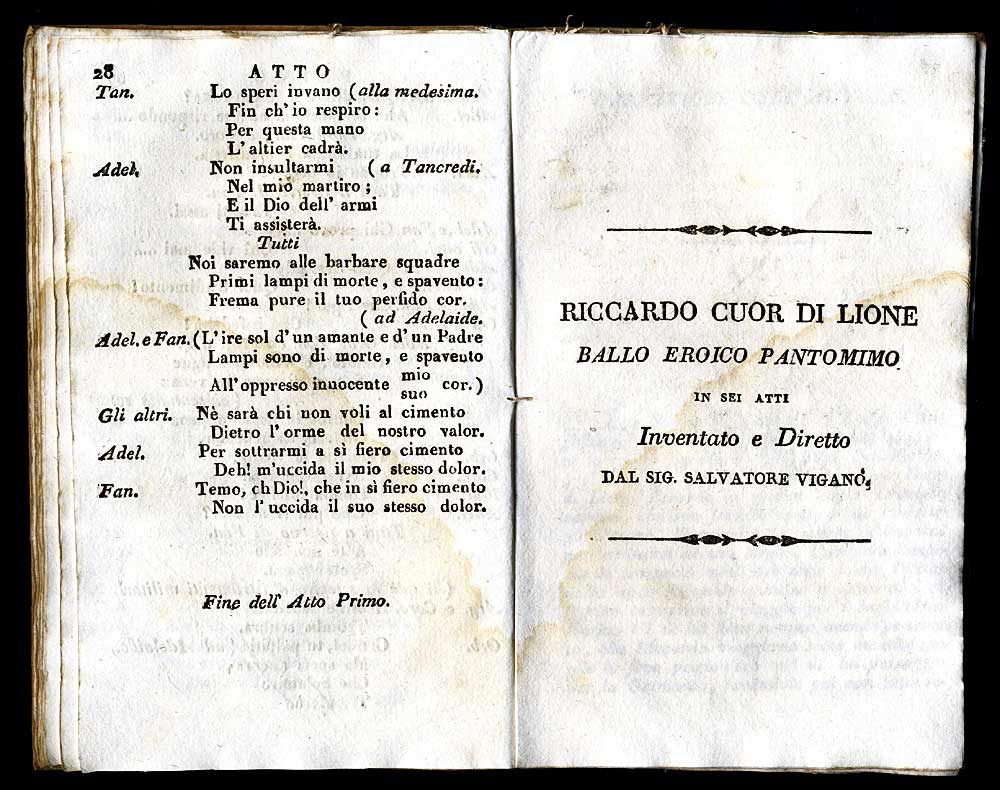 28 ATTO
Tan. Lo speri invano (alla medesima.
Fin ch' io respiro:
Per questa mano
L' altier cadrà.
Adel. Non insultarmi (a Tancredi.
Nel mio martiro;
E il Dio dell' armi
Ti assisterà.
Tutti
Noi saremo alle barbare squadre
Primi lampi di morte, e spavento:
Frema pure il tuo perfido cor.
(ad Adelaide.
Adel. e Fan. (L' ire sol d' un amante e d' un Padre
Lampi sono di morte, e spavento
All' oppresso innocente mio cor.)
suo
Gli altri. Nè sarà chi non voli al cimento
Dietro l' orme del nostro valor.
Adel. Per sottrarmi a sì fiero cimento
Deh! m'uccida il mio stesso dolor.
Fan. Temo, ch Dio!, che in sì fiero cimento
Non l' uccida il suo stesso dolor.
Fine dell' Atto Primo.
RICCARDO CUOR DI LIONE
BALLO EROICO PANTOMIMO
IN SEI ATTI
Inventato e Diretto
DAL SIG. SALVATORE VIGANÓ.